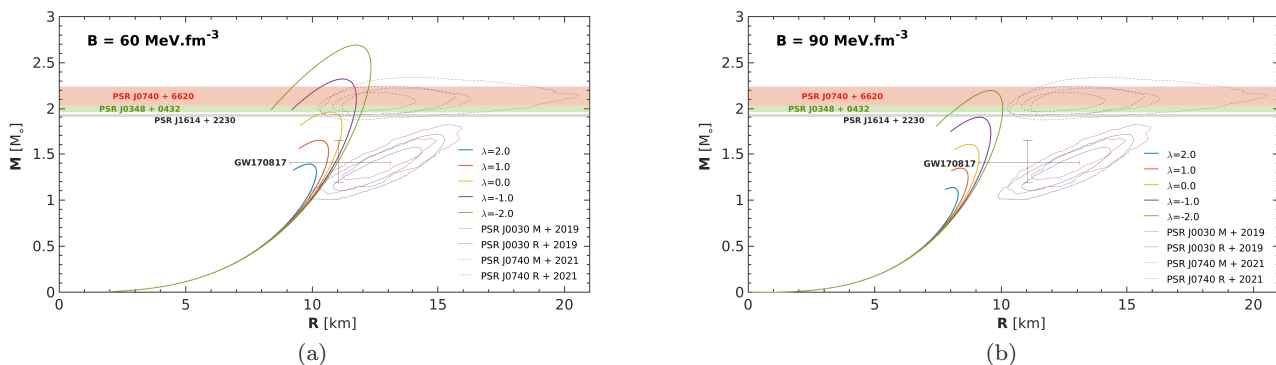 B = 60 MeV.fm-3
M [M∘]
3
2.5
2
1.5
1
0.5
0
PSR J0740 + 6620
PSR J0348 + 0432
PSR J1614 + 2230
GW170817
λ=2.0
λ=1.0
λ=0.0
λ=-1.0
λ=-2.0
PSR J0030 M + 2019
PSR J0030 R + 2019
PSR J0740 M + 2021
PSR J0740 R + 2021
0 5 10 15 20
R [km]
(a)
B = 90 MeV.fm-3
M [M∘]
3
2.5
2
1.5
1
0.5
0
PSR J0740 + 6620
PSR J0348 + 0432
PSR J1614 + 2230
GW170817
λ=2.0
λ=1.0
λ=0.0
λ=-1.0
λ=-2.0
PSR J0030 M + 2019
PSR J0030 R + 2019
PSR J0740 M + 2021
PSR J0740 R + 2021
0 5 10 15 20
R [km]
(b)